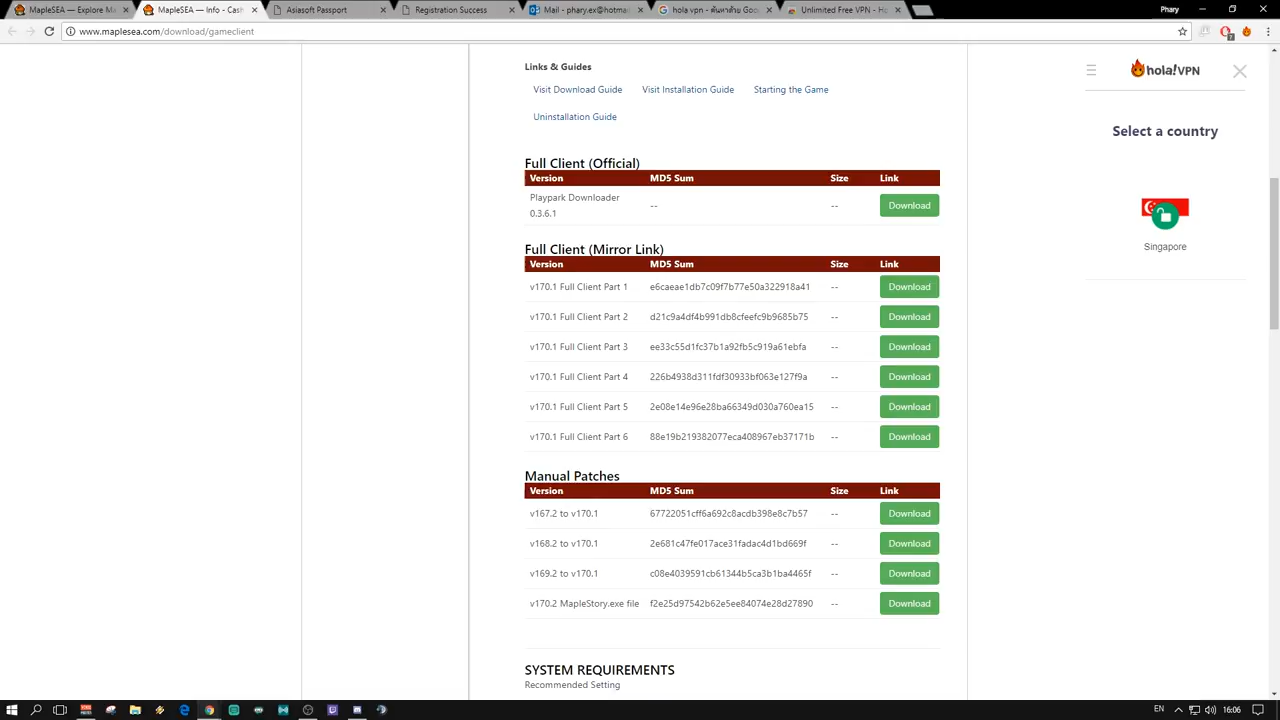 MapleSEA — Explore Ma
MapleSEA — Info Cash
Asiasoft Passport
Registration Success
Mail - phary.ex@hotmai
hola vpn - ค้นหาด้วย Goo
Unlimited Free VPN - Ho
Phary
www.maplesea.com/download/gameclient
Links & Guides
Visit Download Guide Visit Installation Guide Starting the Game
Uninstallation Guide
Full Client (Official)
Version MD5 Sum Size Link
Playpark Downloader
0.3.6.1 -- -- Download
Full Client (Mirror Link)
Version MD5 Sum Size Link
v170.1 Full Client Part 1 e6caeae1db7c09f7b77e50a322918a41 -- Download
v170.1 Full Client Part 2 d21c9a4df4b991db8cfeefc9b9685b75 -- Download
v170.1 Full Client Part 3 ee33c55d1fc37b1a92fb5c919a61ebfa -- Download
v170.1 Full Client Part 4 226b4938d311fdf30933bf063e127f9a -- Download
v170.1 Full Client Part 5 2e08e14e96e28ba66349d030a760ea15 -- Download
v170.1 Full Client Part 6 88e19b219382077eca408967eb37171b -- Download
Manual Patches
Version MD5 Sum Size Link
v167.2 to v170.1 67722051cff6a692c8acdb398e8c7b57 -- Download
v168.2 to v170.1 2e681c47fe017ace31fadac4d1bd669f -- Download
v169.2 to v170.1 c08e4039591cb61344b5ca3b1ba4465f -- Download
v170.2 MapleStory.exe file f2e25d97542b62e5ee84074e28d27890 -- Download
SYSTEM REQUIREMENTS
Recommended Setting
hola!VPN
Select a country
Singapore
EN 16:06